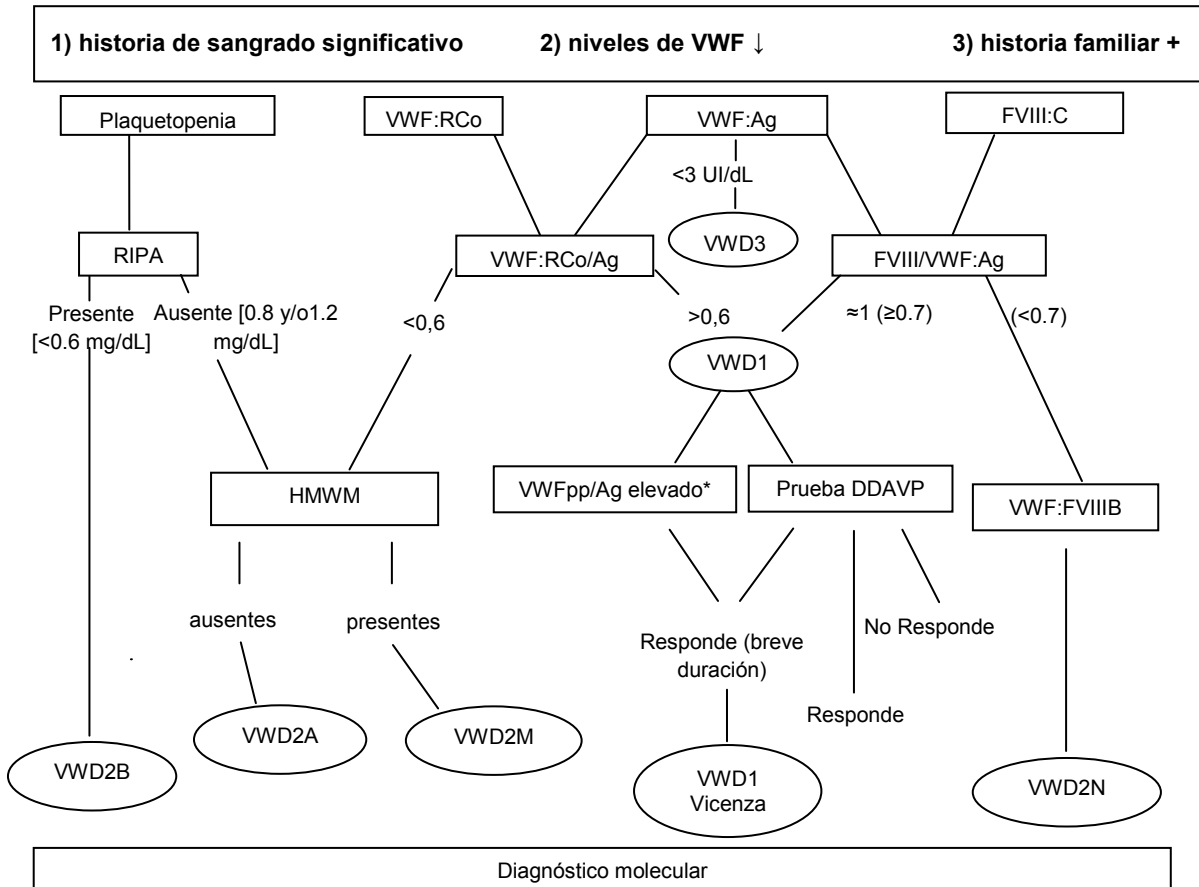 1) historia de sangrado significativo 2) niveles de VWF ↓ 3) historia familiar +
Plaquetopenia
VWF:RCo
VWF:Ag
FVIII:C
<3 UI/dL
RIPA
VWF:RCo/Ag
VWD3
FVIII/VWF:Ag
Presente
[<0.6 mg/dL]
Ausente [0.8 y/o1.2
mg/dL]
<0,6
>0,6
≈1 (≥0.7)
(<0.7)
VWD1
HMWM
VWFpp/Ag elevado*
Prueba DDAVP
VWF:FVIIIB
ausentes
presentes
Responde (breve
duración)
No Responde
Responde
VWD2B
VWD2A
VWD2M
VWD1
Vicenza
VWD2N
Diagnóstico molecular